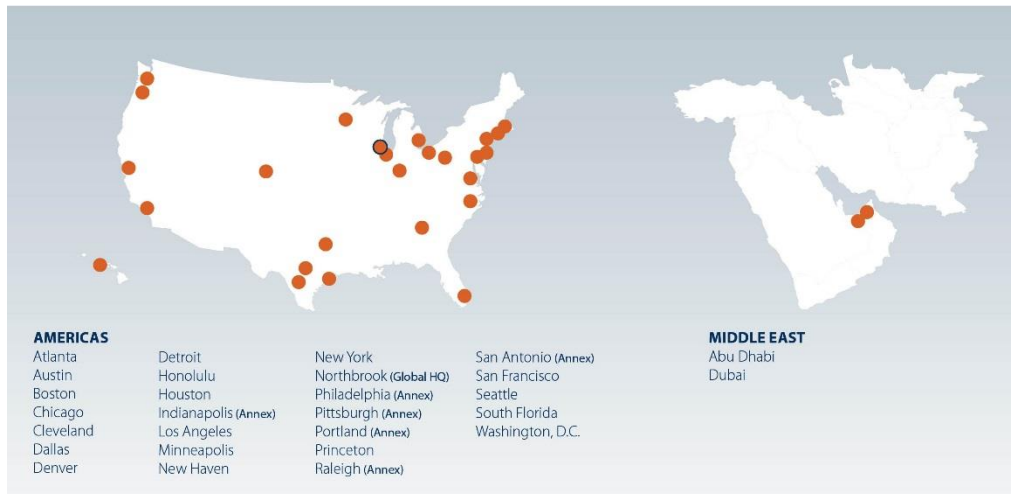 AMERICAS
Atlanta
Austin
Boston
Chicago
Cleveland
Dallas
Denver
Detroit
Honolulu
Houston
Indianapolis (Annex)
Los Angeles
Minneapolis
New Haven
New York
Northbrook (Global HQ)
Philadelphia (Annex)
Pittsburgh (Annex)
Portland (Annex)
Princeton
Raleigh (Annex)
San Antonio (Annex)
San Francisco
Seattle
South Florida
Washington, D.C.
MIDDLE EAST
Abu Dhabi
Dubai